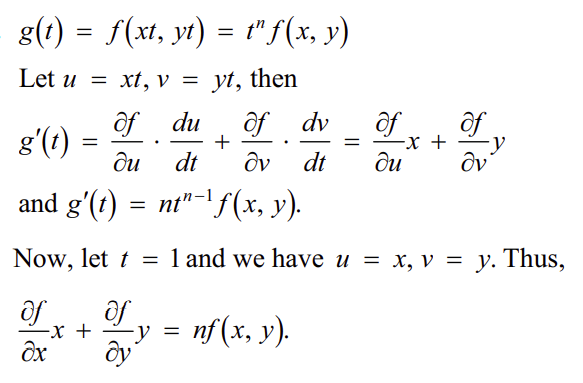 g(t) = f(xt, yt) = tⁿf(x, y)
Let u = xt, v = yt, then
g′(t) = ∂f/∂u · du/dt + ∂f/∂v · dv/dt = ∂f/∂u x + ∂f/∂v y
and g′(t) = ntⁿ⁻¹f(x, y).
Now, let t = 1 and we have u = x, v = y. Thus,
∂f/∂x x + ∂f/∂y y = nf(x, y).